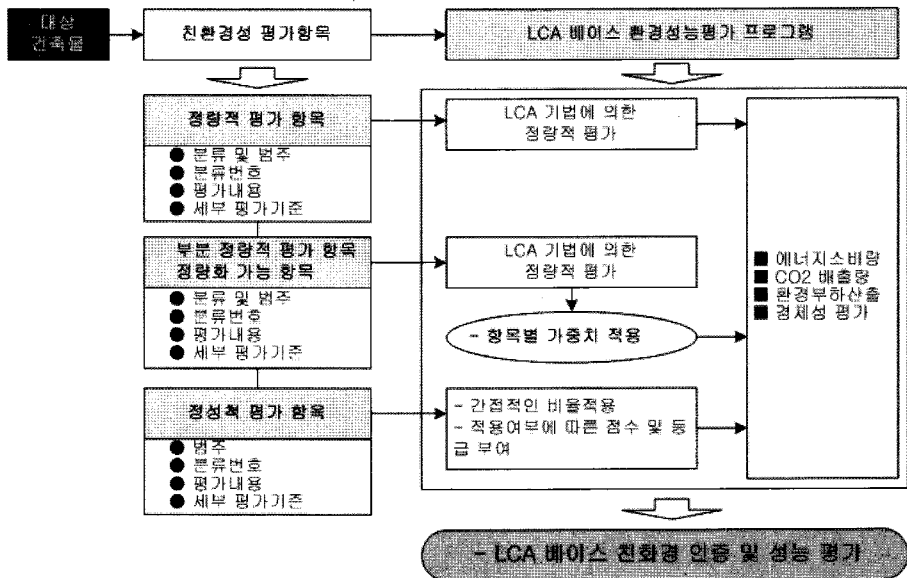 대상
건축물
친환경성 평가항목
LCA 베이스 환경성능평가 프로그램
정량적 평가 항목
● 분류 및 범주
● 분류번호
● 평가내용
● 세부 평가기준
LCA 기법에 의한
정량적 평가
부분 정량적 평가 항목
정량화 가능 항목
● 분류 및 범주
● 분류번호
● 평가내용
● 세부 평가기준
LCA 기법에 의한
정량적 평가
- 항목별 가중치 적용
■ 에너지소비량
■ CO2 배출량
■ 환경부하산출
■ 경제성 평가
정성적 평가 항목
● 범주
● 분류번호
● 평가내용
● 세부 평가기준
- 간접적인 비율적용
- 적용여부에 따른 점수 및 등
급 부여
- LCA 베이스 친화경 인증 및 성능 평가 -